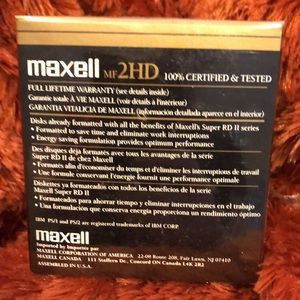 maxell MF 2HD 100% CERTIFIED & TESTED
FULL LIFETIME WARRANTY (see details inside)
Garantie totale À VIE MAXELL (voir détails à l'intérieur)
GARANTIA VITALICIA DE MAXELL (información detallada aparece en el interior)
Disks already formatted with all the benefits of Maxell's Super RD II series
• Formatted to save time and eliminate work interruptions
• Energy saving formulation provides optimum performance
Des disques déjà formatés avec tous les avantages de la série
Super RD II de chez Maxell
• Formatés afin d'économiser du temps et d'éliminer les interruptions de travail
• Une formule conservant l'énergie fournit une performance optimale
Diskettes ya formateados con todos los beneficios de la serie
Super RD II de Maxell
• Formateados para ahorrar tiempo y eliminar interrupciones en el trabajo
• Una formulación que conserva energía proporciona un rendimiento óptimo
IBM PS/1 and PS/2 are registered trademarks of IBM CORP.
maxell
Imported by/Importé par
MAXELL CORPORATION OF AMERICA 22-08 Route 208, Fair Lawn, NJ 07410
MAXELL CANADA 111 Staffern Dr., Concord ON Canada L4K 2R2
ASSEMBLED IN U.S.A.